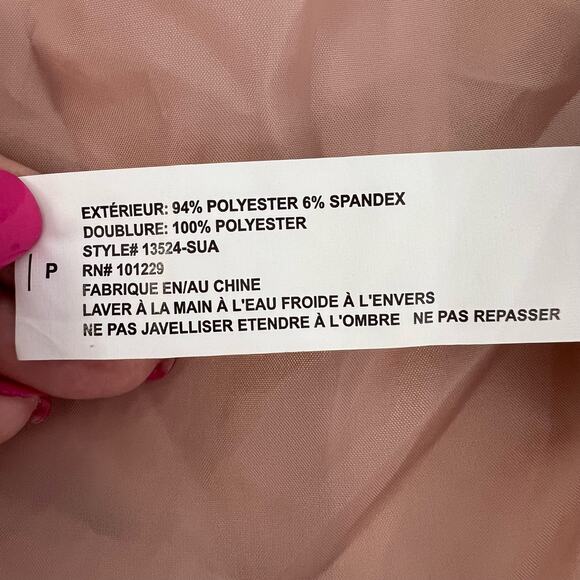 EXTÉRIEUR: 94% POLYESTER 6% SPANDEX
DOUBLURE: 100% POLYESTER
STYLE# 13524-SUA
P RN# 101229
FABRIQUE EN/AU CHINE
LAVER À LA MAIN À L'EAU FROIDE À L'ENVERS
NE PAS JAVELLISER ETENDRE À L'OMBRE NE PAS REPASSER